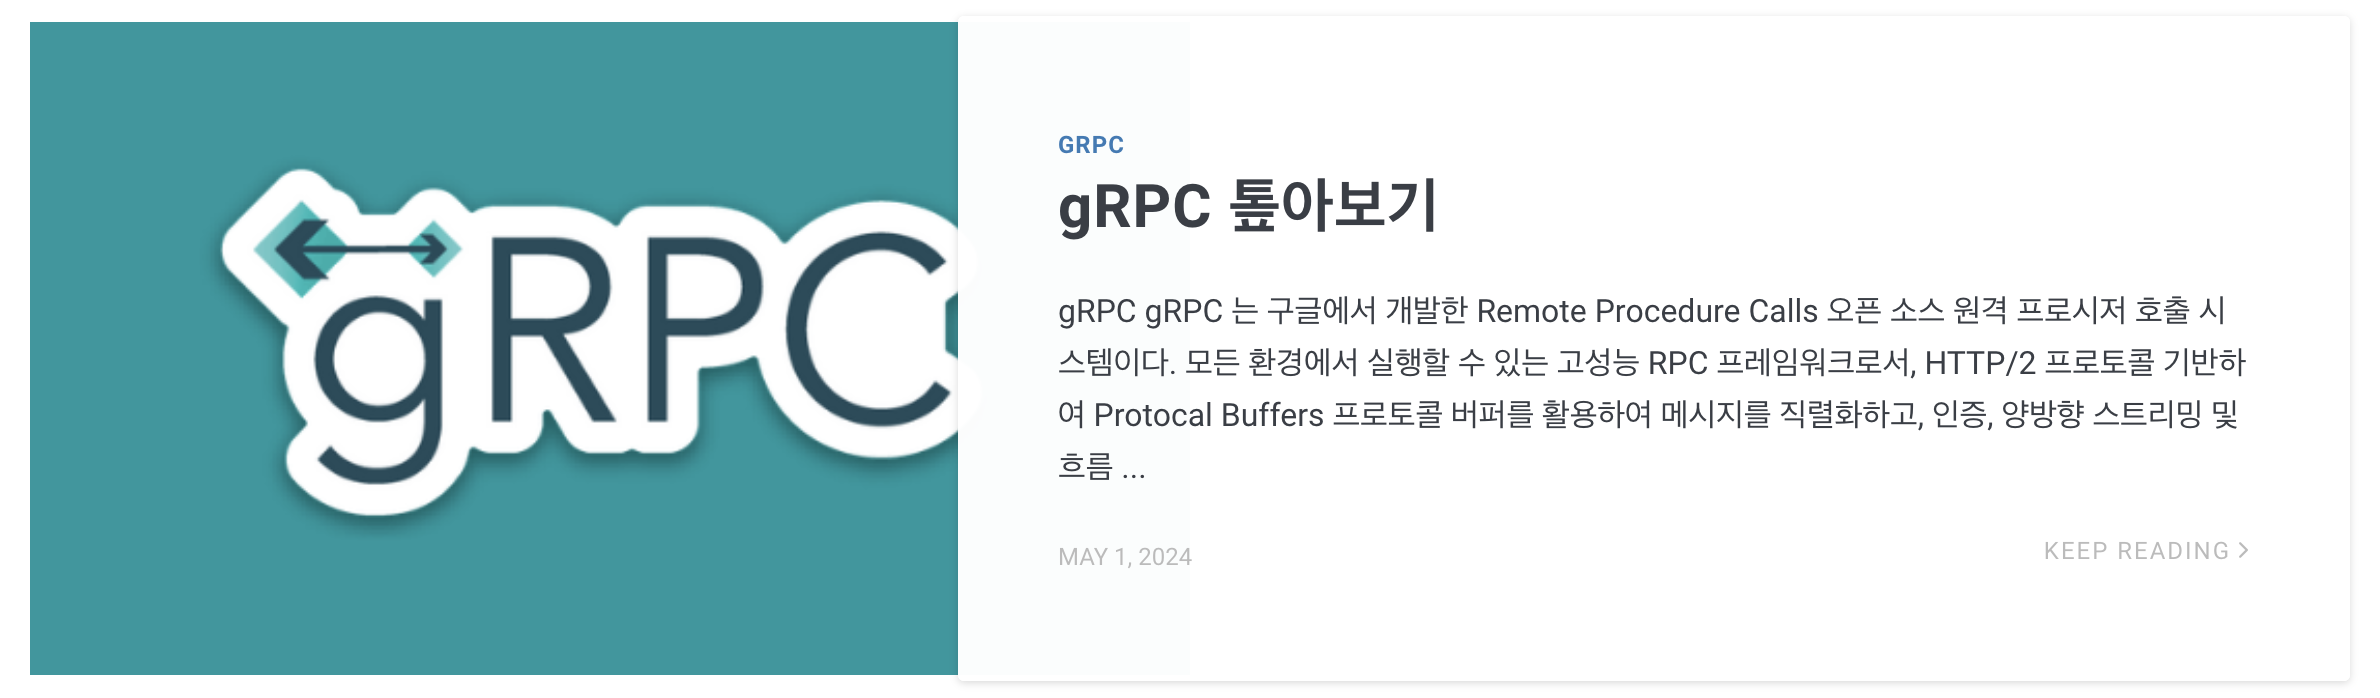 gRPC
GRPC
gRPC 톺아보기
gRPC gRPC 는 구글에서 개발한 Remote Procedure Calls 오픈 소스 원격 프로시저 호출 시
스템이다. 모든 환경에서 실행할 수 있는 고성능 RPC 프레임워크로서, HTTP/2 프로토콜 기반하
여 Protocal Buffers 프로토콜 버퍼를 활용하여 메시지를 직렬화하고, 인증, 양방향 스트리밍 및
흐름 ...
MAY 1, 2024
KEEP READING >